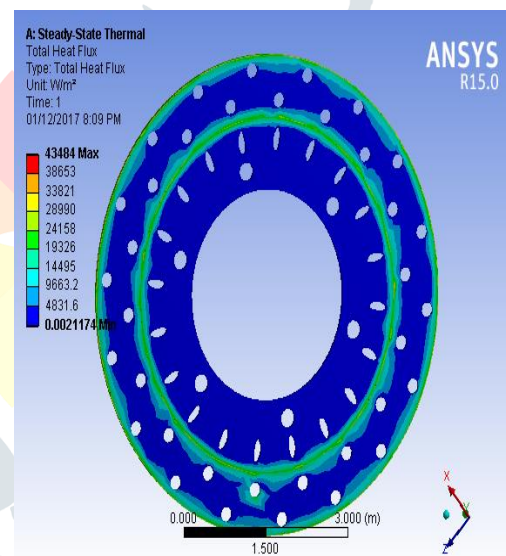 A: Steady-State Thermal
Total Heat Flux
Type: Total Heat Flux
Unit: W/m²
Time: 1
01/12/2017 8:09 PM
ANSYS
R15.0
43484 Max
38653
33821
28990
24158
19326
14495
9663.2
4831.6
0.0021174
0.000
3.000 (m)
1.500
X
Y
Z